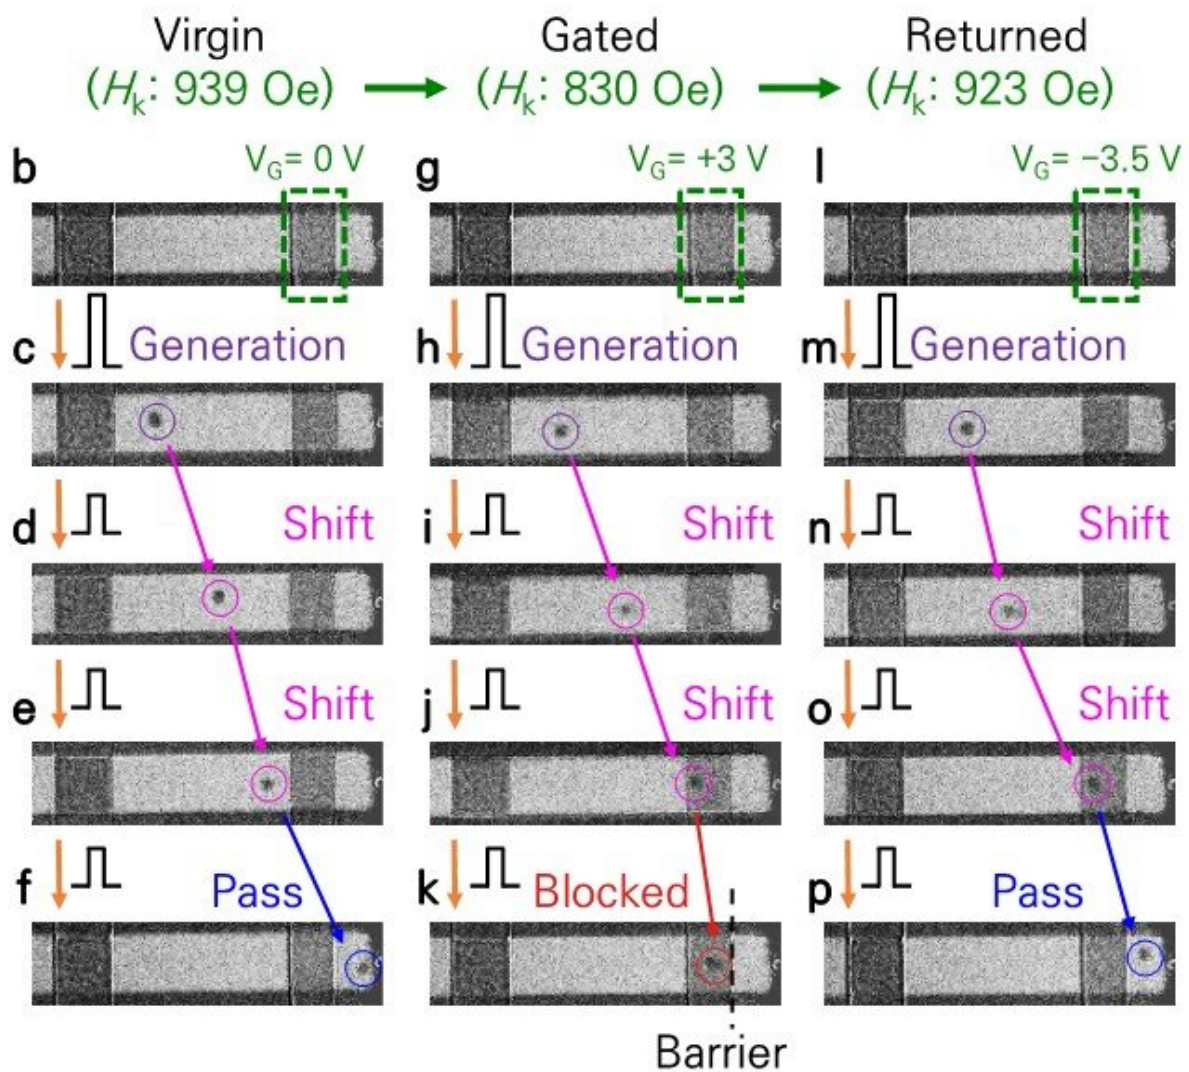 Virgin
Gated
Returned
(Hk: 939 Oe)
(Hk: 830 Oe)
(Hk: 923 Oe)
b
VG= 0 V
g
VG= +3 V
l
VG= −3.5 V
c
Generation
h
Generation
m
Generation
d
Shift
i
Shift
n
Shift
e
Shift
j
Shift
o
Shift
f
Pass
k
Blocked
p
Pass
Barrier